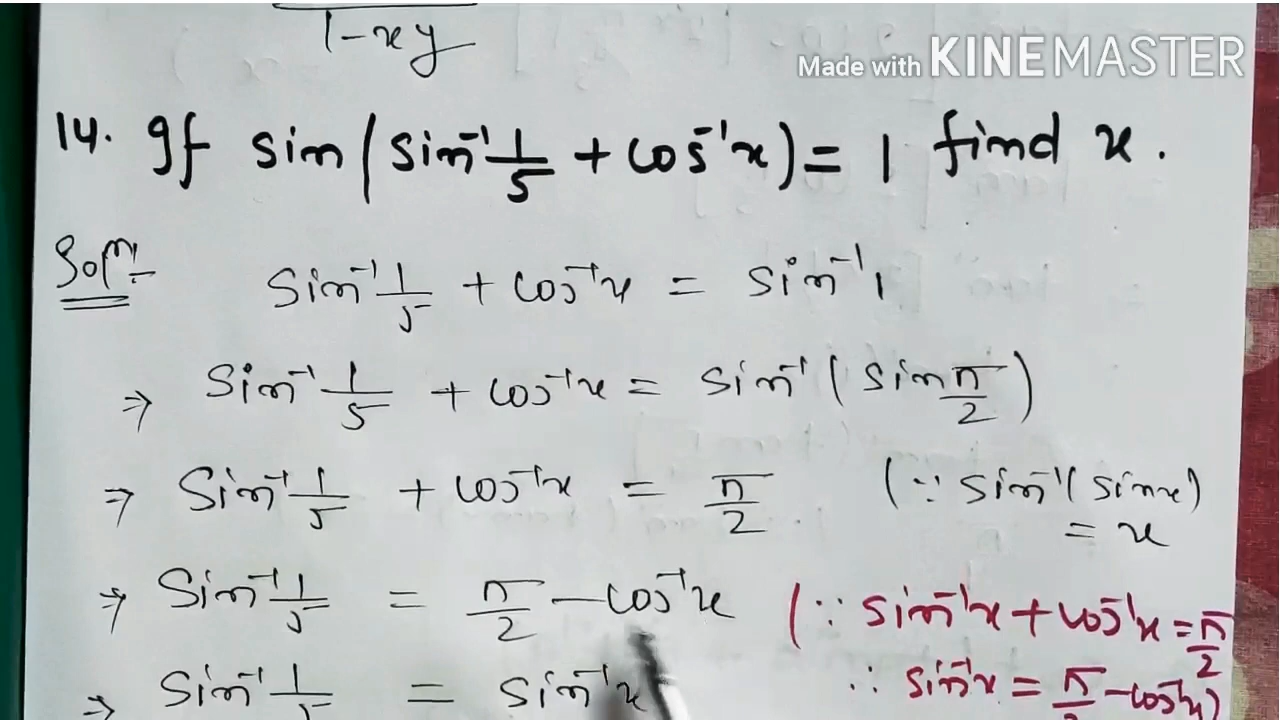 1-xy
Made with KINEMASTER
14. If sin(sin⁻¹ 1/5 + cos⁻¹x) = 1 find x.
Solⁿ:-
sin⁻¹ 1/5 + cos⁻¹x = sin⁻¹ 1
⇒ sin⁻¹ 1/5 + cos⁻¹x = sin⁻¹(sin π/2)
⇒ sin⁻¹ 1/5 + cos⁻¹x = π/2 (∵ sin⁻¹(sinx)
= x
⇒ sin⁻¹ 1/5 = π/2 - cos⁻¹x (∵ sin⁻¹x + cos⁻¹x = π/2
⇒ sin⁻¹ 1/5 = sin⁻¹x ∴ sin⁻¹x = π/2 - cos⁻¹x)